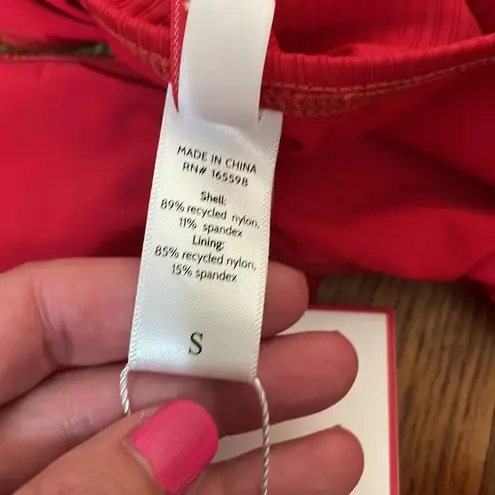 MADE IN CHINA
RN# 165598
Shell:
89% recycled nylon,
11% spandex
Lining:
85% recycled nylon,
15% spandex
S